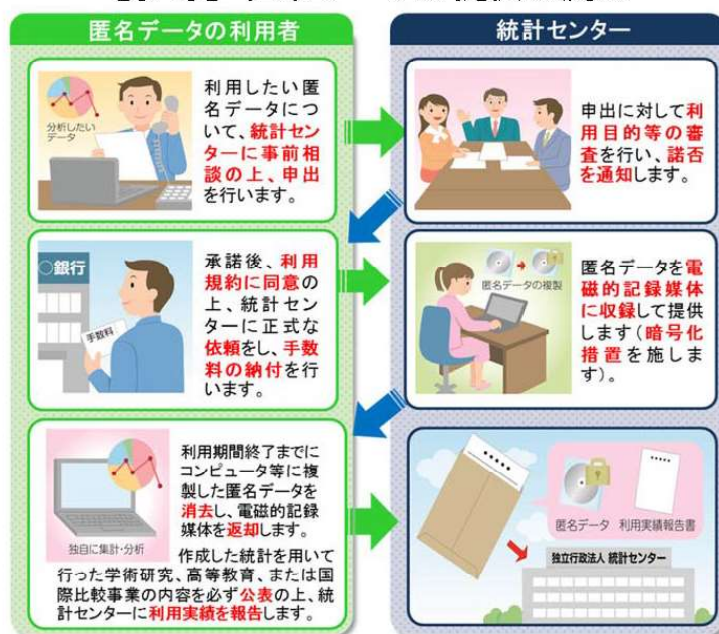 匿名データの利用者
統計センター
分析したい
データ
利用したい匿
名データにつ
いて、統計セン
ターに事前相
談の上、申出
を行います。
申出に対して利
用目的等の審
査を行い、諾否
を通知します。
○銀行
手数料
承諾後、利用
規約に同意の
上、統計セン
ターに正式な
依頼をし、手数
料の納付を行
います。
匿名データの複製
匿名データを電
磁的記録媒体
に収録して提供
します(暗号化
措置を施しま
す)。
独自に集計・分析
利用期間終了までに
コンピュータ等に複
製した匿名データを
消去し、電磁的記録
媒体を返却します。
作成した統計を用いて
行った学術研究、高等教育、または国
際比較事業の内容を必ず公表の上、統
計センターに利用実績を報告します。
匿名データ 利用実績報告書
独立行政法人 統計センター